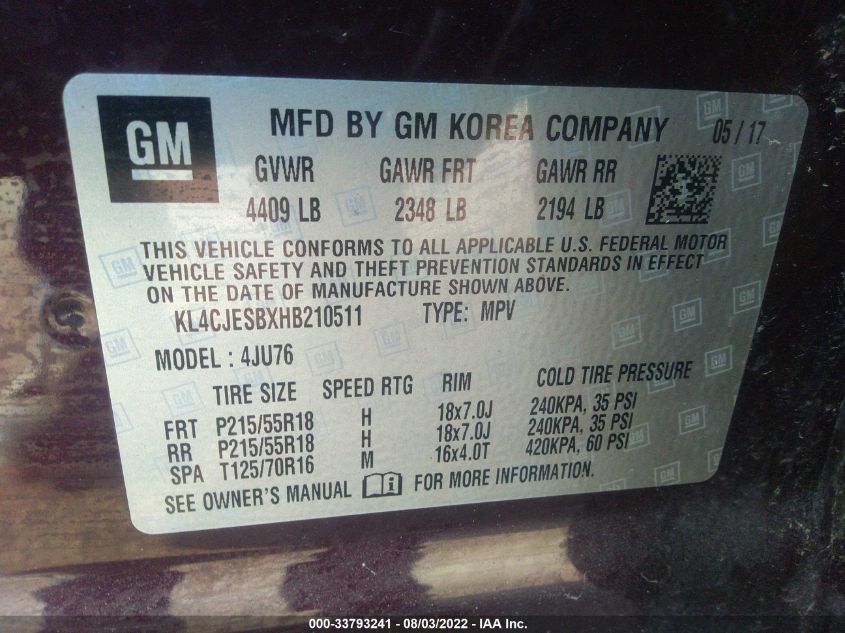 GM
MFD BY GM KOREA COMPANY 05/17
GVWR GAWR FRT GAWR RR
4409 LB 2348 LB 2194 LB
THIS VEHICLE CONFORMS TO ALL APPLICABLE U.S. FEDERAL MOTOR
VEHICLE SAFETY AND THEFT PREVENTION STANDARDS IN EFFECT
ON THE DATE OF MANUFACTURE SHOWN ABOVE.
KL4CJESBXHB210511 TYPE: MPV
MODEL : 4JU76
TIRE SIZE SPEED RTG RIM COLD TIRE PRESSURE
FRT P215/55R18 H 18x7.0J 240KPA, 35 PSI
RR P215/55R18 H 18x7.0J 240KPA, 35 PSI
SPA T125/70R16 M 16x4.0T 420KPA, 60 PSI
SEE OWNER'S MANUAL i FOR MORE INFORMATION.
000-33793241 - 08/03/2022 - IAA Inc.